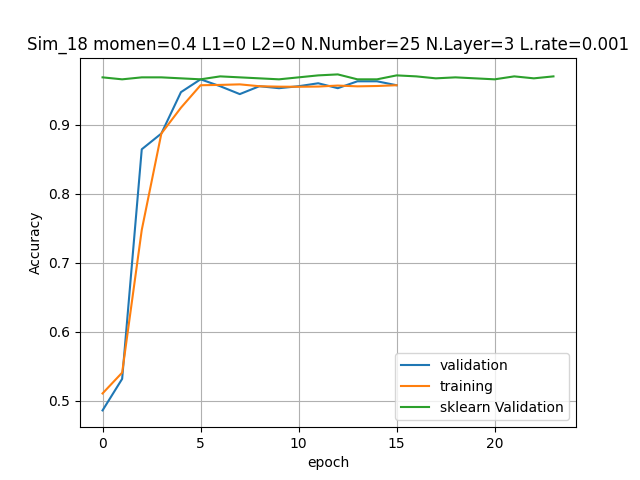 Sim_18 momen=0.4 L1=0 L2=0 N.Number=25 N.Layer=3 L.rate=0.001
Accuracy
0.9
0.8
0.7
0.6
0.5
validation
training
sklearn Validation
0 5 10 15 20
epoch